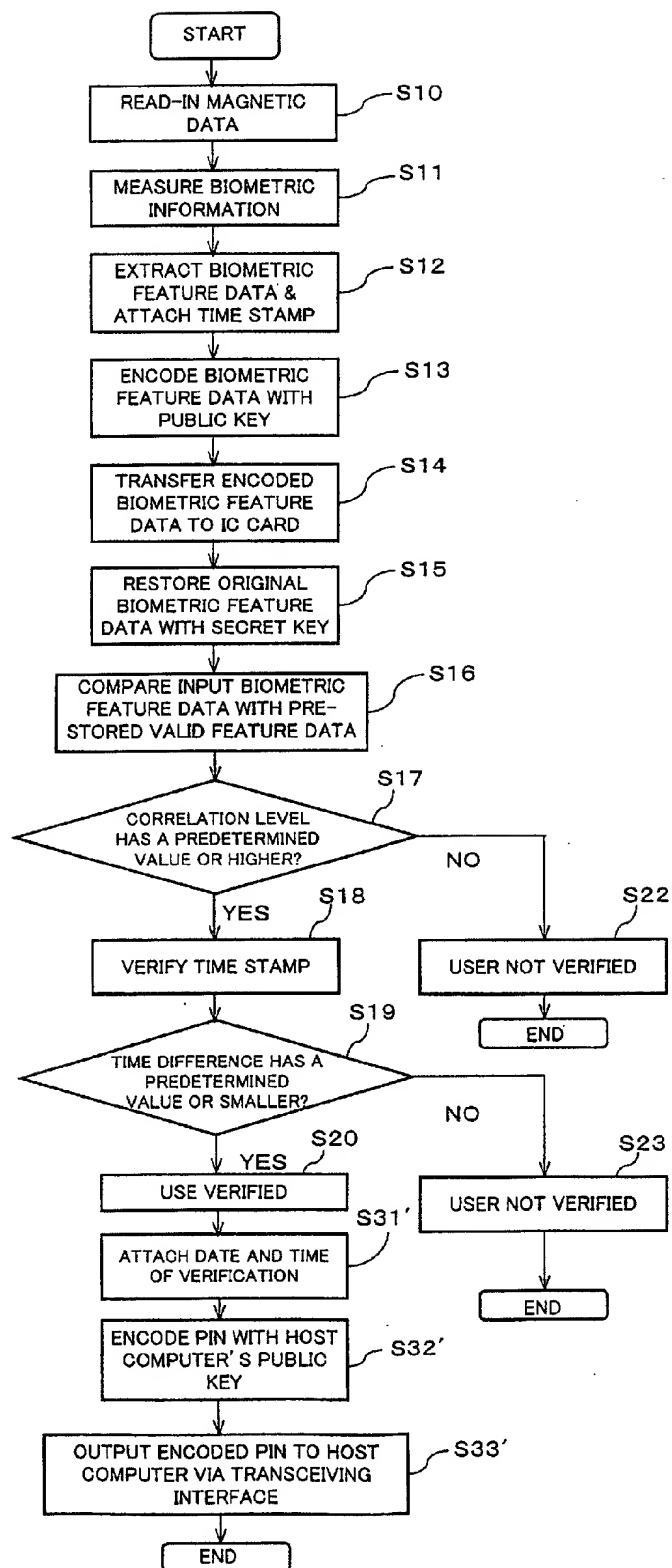 START
READ-IN MAGNETIC
DATA
S10
MEASURE BIOMETRIC
INFORMATION
S11
EXTRACT BIOMETRIC
FEATURE DATA &
ATTACH TIME STAMP
S12
ENCODE BIOMETRIC
FEATURE DATA WITH
PUBLIC KEY
S13
TRANSFER ENCODED
BIOMETRIC FEATURE
DATA TO IC CARD
S14
RESTORE ORIGINAL
BIOMETRIC FEATURE
DATA WITH SECRET KEY
S15
COMPARE INPUT BIOMETRIC
FEATURE DATA WITH PRE-
STORED VALID FEATURE DATA
S16
CORRELATION LEVEL
HAS A PREDETERMINED
VALUE OR HIGHER?
S17
NO
YES
S18
S22
VERIFY TIME STAMP
USER NOT VERIFIED
END
S19
TIME DIFFERENCE HAS A
PREDETERMINED
VALUE OR SMALLER?
NO
YES
S20
S23
USE VERIFIED
USER NOT VERIFIED
END
S31'
ATTACH DATE AND TIME
OF VERIFICATION
ENCODE PIN WITH HOST
COMPUTER'S PUBLIC
KEY
S32'
OUTPUT ENCODED PIN TO HOST
COMPUTER VIA TRANSCEIVING
INTERFACE
S33'
END